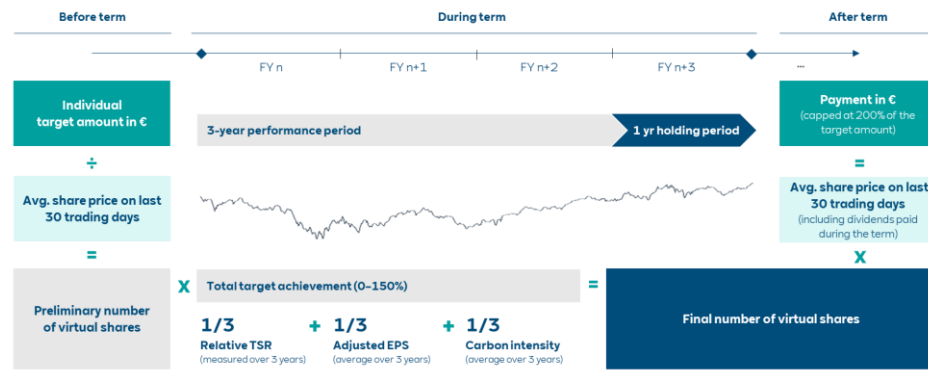 Before term
During term
After term
FY n
FY n+1
FY n+2
FY n+3
...
Individual
target amount in €
÷
Avg. share price on last
30 trading days
=
Preliminary number
of virtual shares
3-year performance period
1 yr holding period
x
Total target achievement (0–150%)
=
1/3
Relative TSR
(measured over 3 years)
+
1/3
Adjusted EPS
(average over 3 years)
+
1/3
Carbon intensity
(average over 3 years)
Payment in €
(capped at 200% of the
target amount)
=
Avg. share price on last
30 trading days
(including dividends paid
during the term)
x
Final number of virtual shares